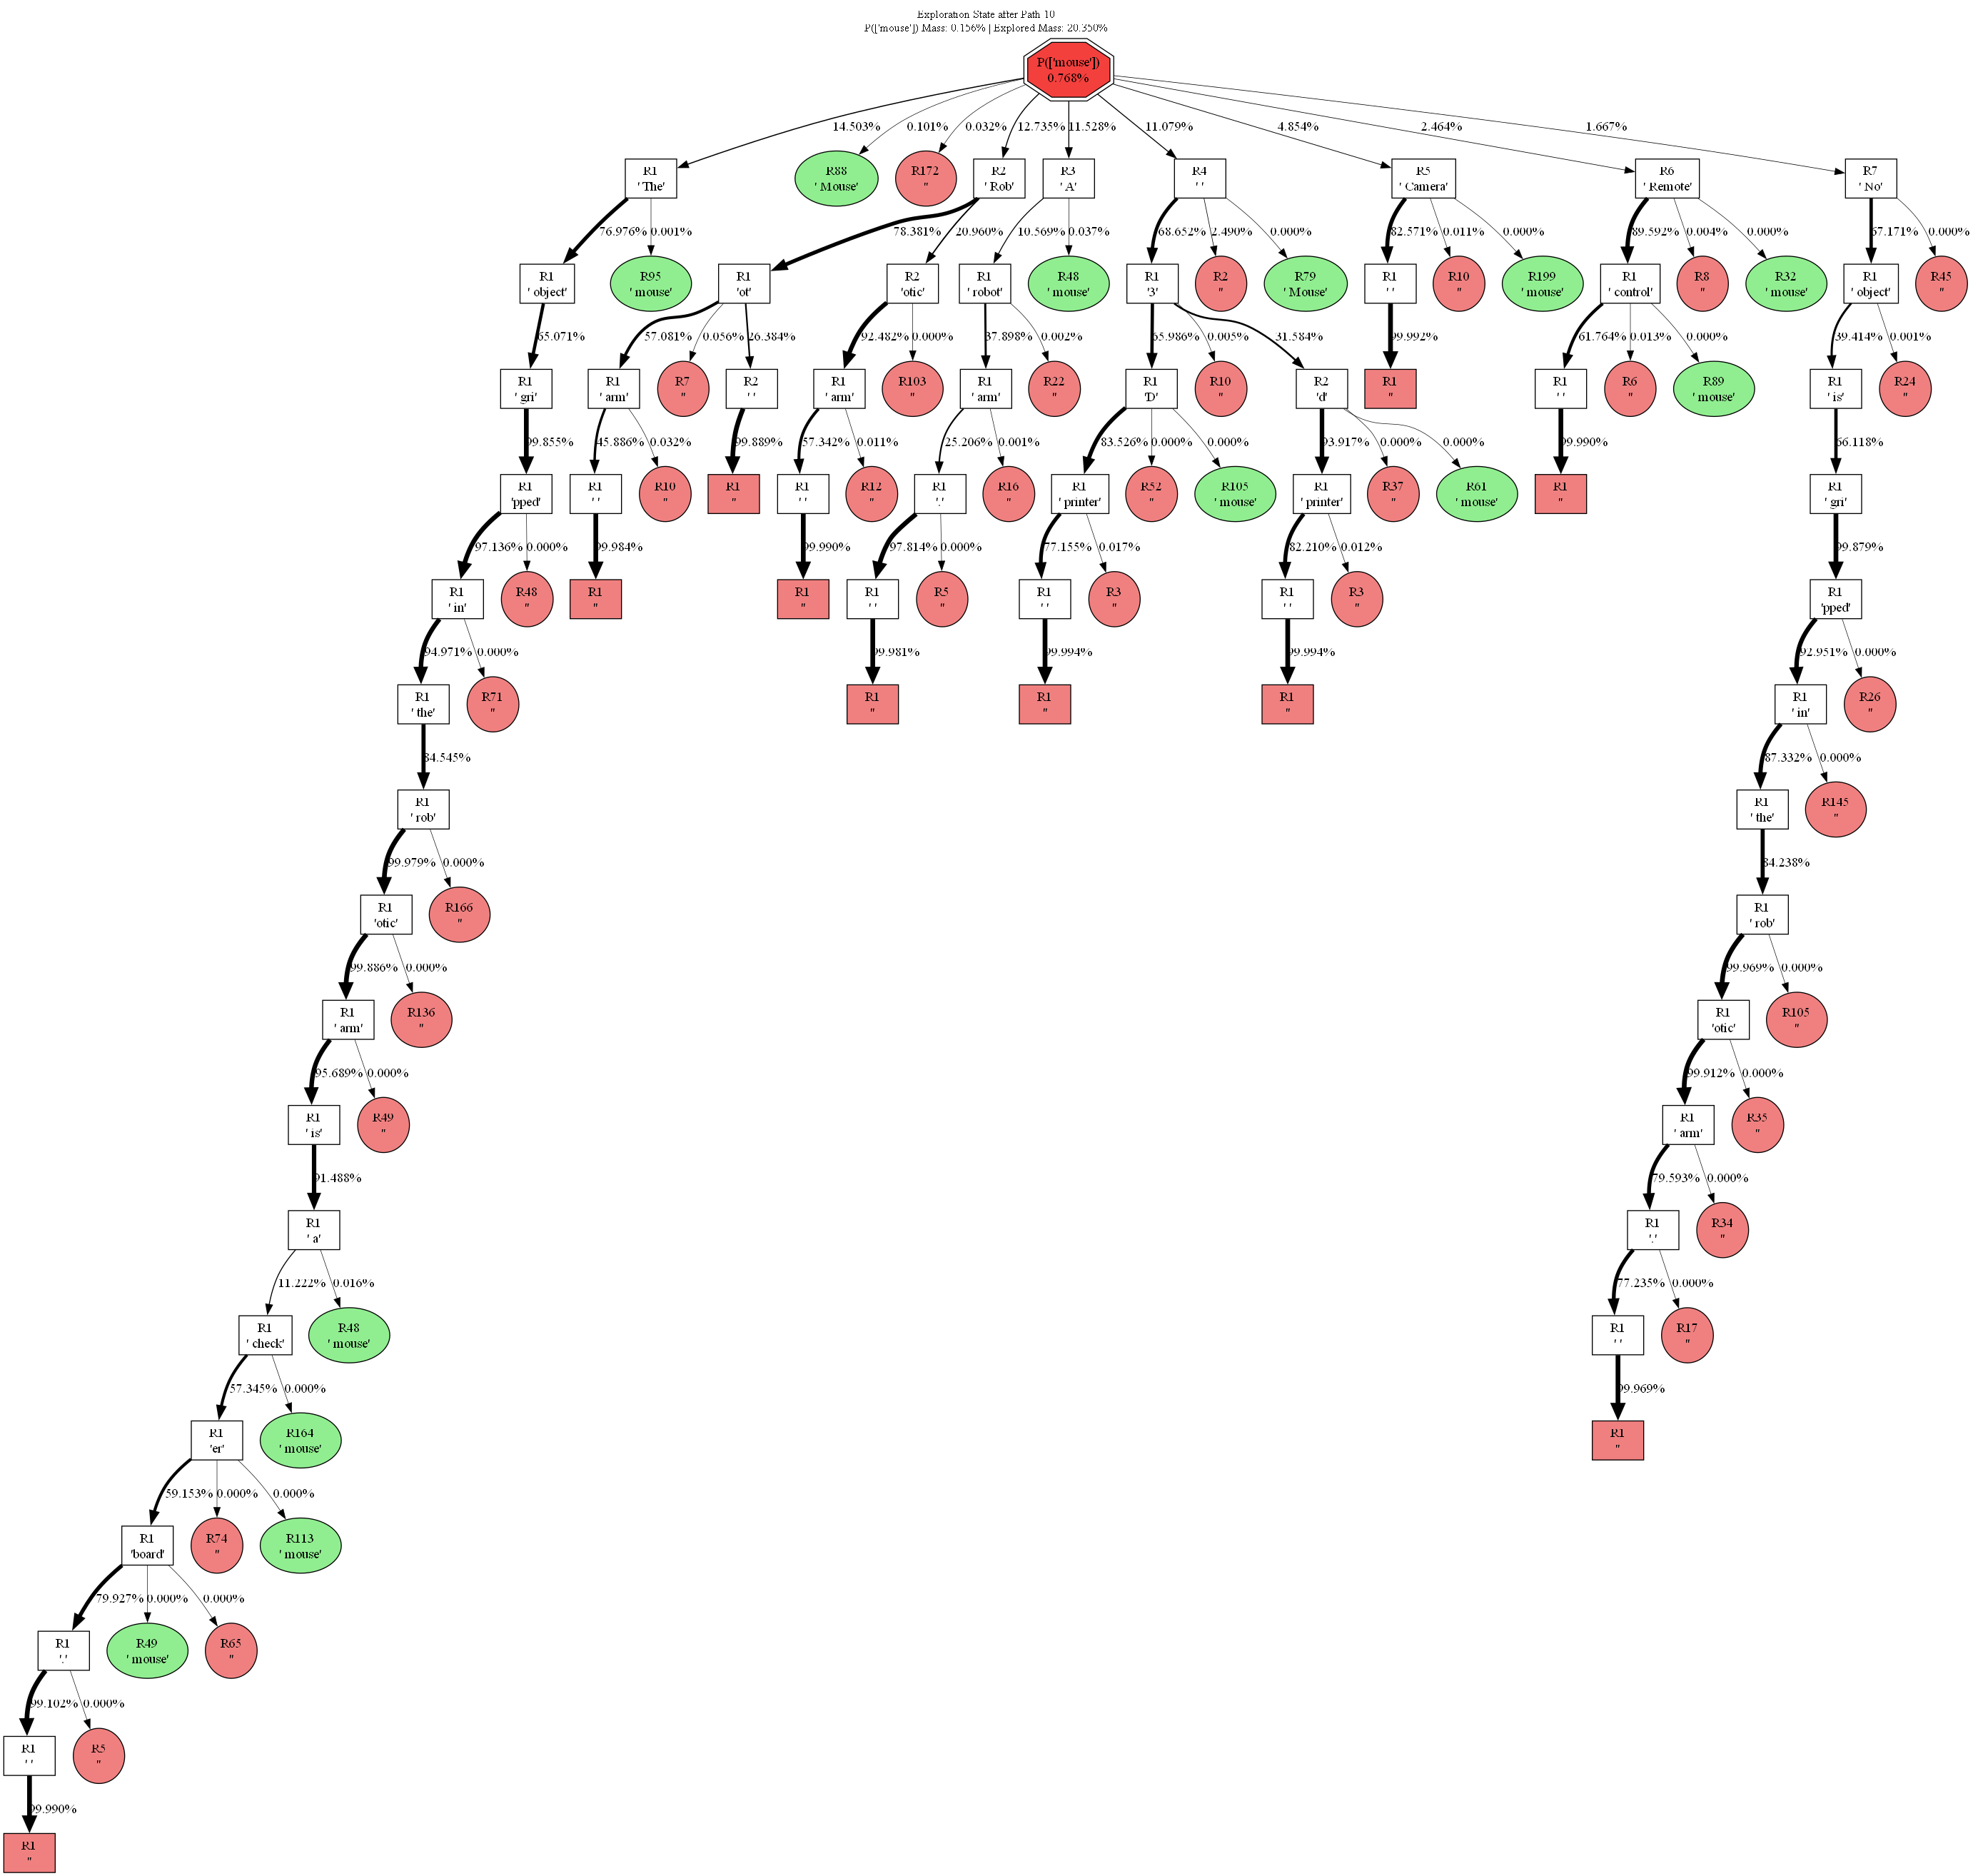 Exploration State after Path 10
P(['mouse']) Mass: 0.156% | Explored Mass: 20.350%
P(['mouse'])
0.768%
14.503% 0.101% 0.032% 12.735% 11.528% 11.079% 4.854% 2.464% 1.667%
R1 R88 R172 R2 R3 R4 R5 R6 R7
' The' ' Mouse' '' ' Rob' ' A' ' ' ' Camera' ' Remote' ' No'
76.976% 0.001% 78.381% 20.960% 10.569% 0.037% 68.652% 2.490% 0.000% 82.571% 0.011% 0.000% 89.592% 0.004% 0.000% 67.171% 0.000%
R1 R95 R1 R2 R1 R48 R1 R2 R79 R1 R10 R199 R1 R8 R32 R1 R45
' object' ' mouse' 'ot' 'otic' ' robot' ' mouse' '3' '' ' Mouse' ' ' '' ' mouse' ' control' '' ' mouse' ' object' ''
65.071% 57.081% 0.056% 26.384% 92.482% 0.000% 37.898% 0.002% 65.986% 0.005% 31.584% 99.992% 61.764% 0.013% 0.000% 39.414% 0.001%
R1 R1 R7 R2 R1 R103 R1 R22 R1 R10 R2 R1 R1 R6 R89 R1 R24
' gri' ' arm' '' ' ' ' arm' '' ' arm' '' 'D' '' 'd' '' ' ' '' ' mouse' ' is' ''
99.855% 45.886% 0.032% 99.889% 57.342% 0.011% 25.206% 0.001% 83.526% 0.000% 0.000% 93.917% 0.000% 0.000% 99.990% 66.118%
R1 R1 R10 R1 R1 R12 R1 R16 R1 R52 R105 R1 R37 R61 R1 R1
'pped' ' ' '' '' ' ' '' '.' '' ' printer' '' ' mouse' ' printer' '' ' mouse' '' ' gri'
97.136% 0.000% 99.984% 99.990% 97.814% 0.000% 77.155% 0.017% 82.210% 0.012% 99.879%
R1 R48 R1 R1 R1 R5 R1 R3 R1 R3 R1
' in' '' '' '' ' ' '' ' ' '' ' ' '' 'pped'
94.971% 0.000% 99.981% 99.994% 99.994% 92.951% 0.000%
R1 R71 R1 R1 R1 R1 R26
' the' '' '' '' '' ' in' ''
84.545% 87.332% 0.000%
R1 R1 R145
' rob' ' the' ''
99.979% 0.000% 84.238%
R1 R166 R1
'otic' '' ' rob'
99.886% 0.000% 99.969% 0.000%
R1 R136 R1 R105
' arm' '' 'otic' ''
95.689% 0.000% 99.912% 0.000%
R1 R49 R1 R35
' is' '' ' arm' ''
91.488% 79.593% 0.000%
R1 R1 R34
' a' '.' ''
11.222% 0.016% 77.235% 0.000%
R1 R48 R1 R17
' check' ' mouse' ' ' ''
57.345% 0.000% 99.969%
R1 R164 R1
'er' ' mouse' ''
59.153% 0.000% 0.000%
R1 R74 R113
'board' '' ' mouse'
79.927% 0.000% 0.000%
R1 R49 R65
'.' ' mouse' ''
99.102% 0.000%
R1 R5
' ' ''
99.990%
R1
''